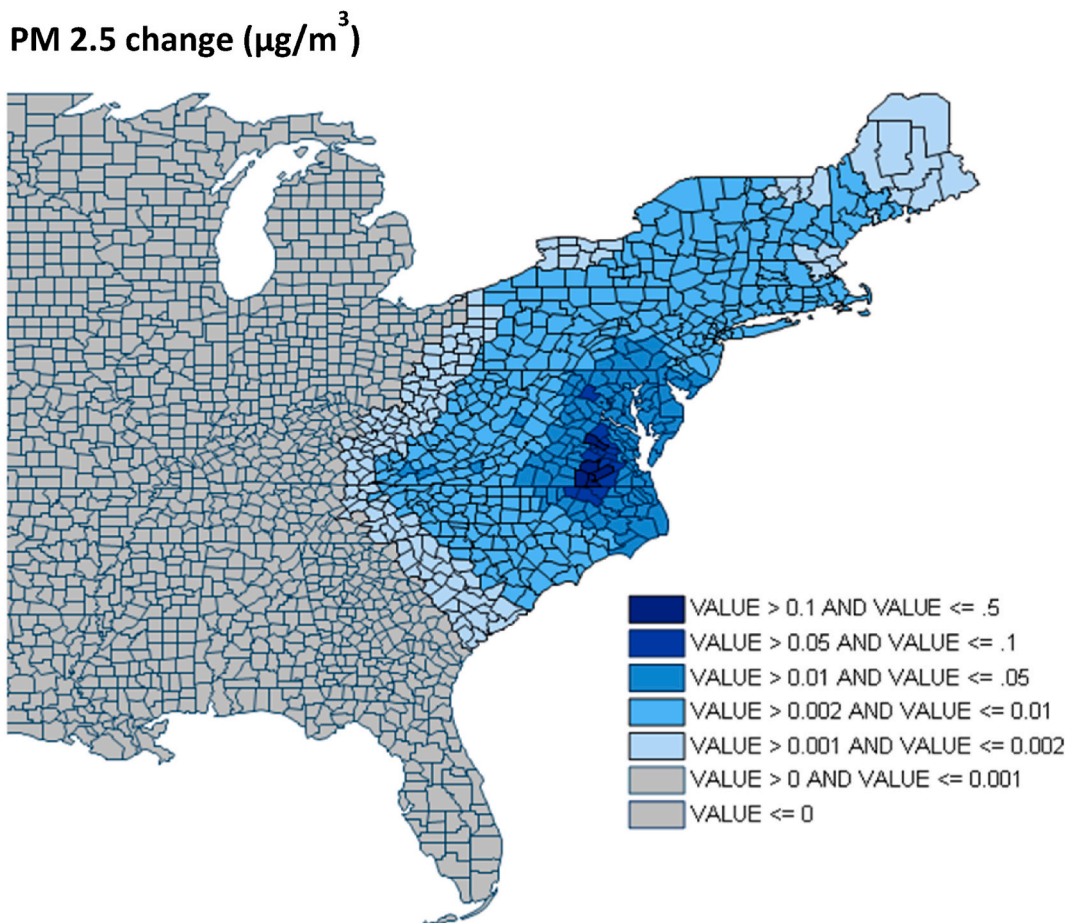 PM 2.5 change (µg/m³)
VALUE > 0.1 AND VALUE <= .5
VALUE > 0.05 AND VALUE <= .1
VALUE > 0.01 AND VALUE <= .05
VALUE > 0.002 AND VALUE <= 0.01
VALUE > 0.001 AND VALUE <= 0.002
VALUE > 0 AND VALUE <= 0.001
VALUE <= 0